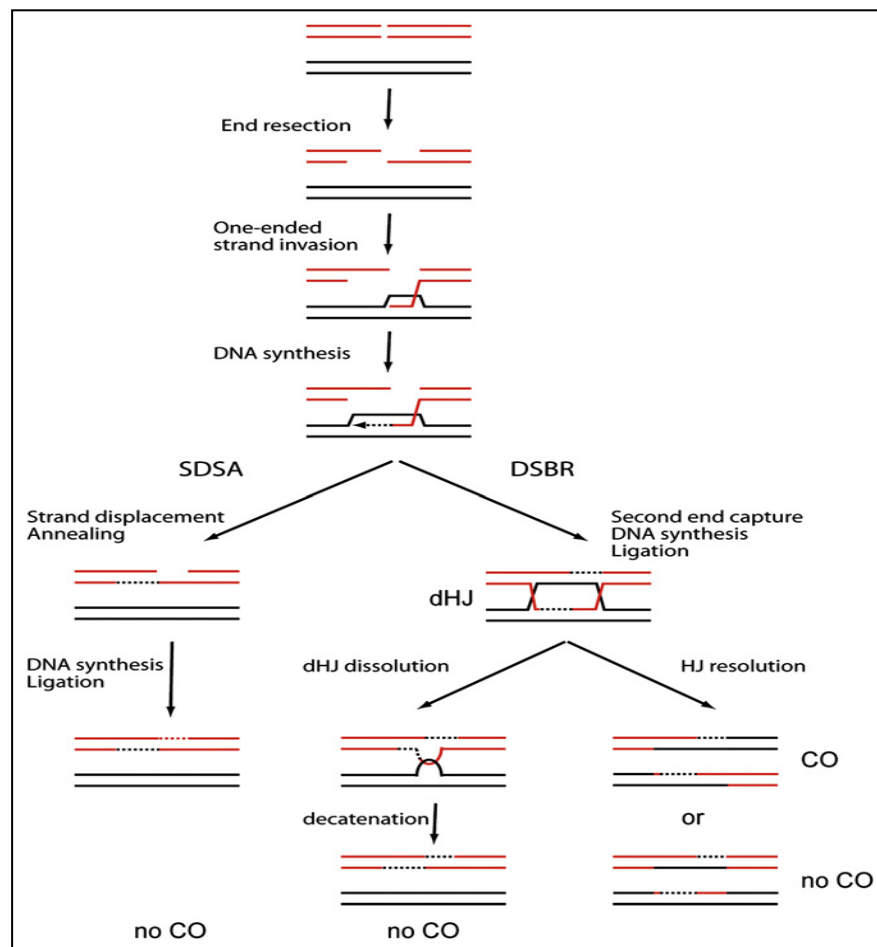 End resection
One-ended
strand invasion
DNA synthesis
SDSA
DSBR
Strand displacement
Annealing
Second end capture
DNA synthesis
Ligation
dHJ
DNA synthesis
Ligation
dHJ dissolution
HJ resolution
CO
decatenation
or
no CO
no CO
no CO